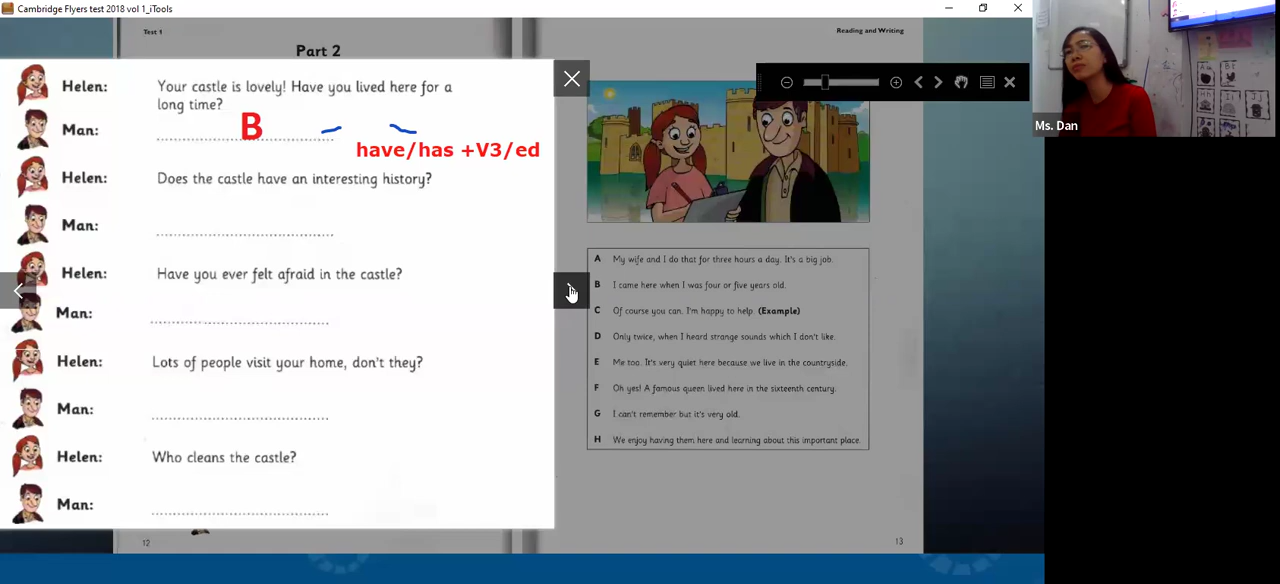 Cambridge Flyers test 2018 vol 1_iTools
Test 1
Part 2
Helen: Your castle is lovely! Have you lived here for a
long time?
Man: B
have/has +V3/ed
Helen: Does the castle have an interesting history?
Man:
Helen: Have you ever felt afraid in the castle?
Man:
Helen: Lots of people visit your home, don't they?
Man:
Helen: Who cleans the castle?
Man:
12
Reading and Writing
A My wife and I do that for three hours a day. It's a big job.
B I came here when I was four or five years old.
C Of course you can. I'm happy to help. (Example)
D Only twice, when I heard strange sounds which I don't like.
E Me too. It's very quiet here because we live in the countryside.
F Oh yes! A famous queen lived here in the sixteenth century.
G I can't remember but it's very old.
H We enjoy having them here and learning about this important place.
13
Ms. Dan